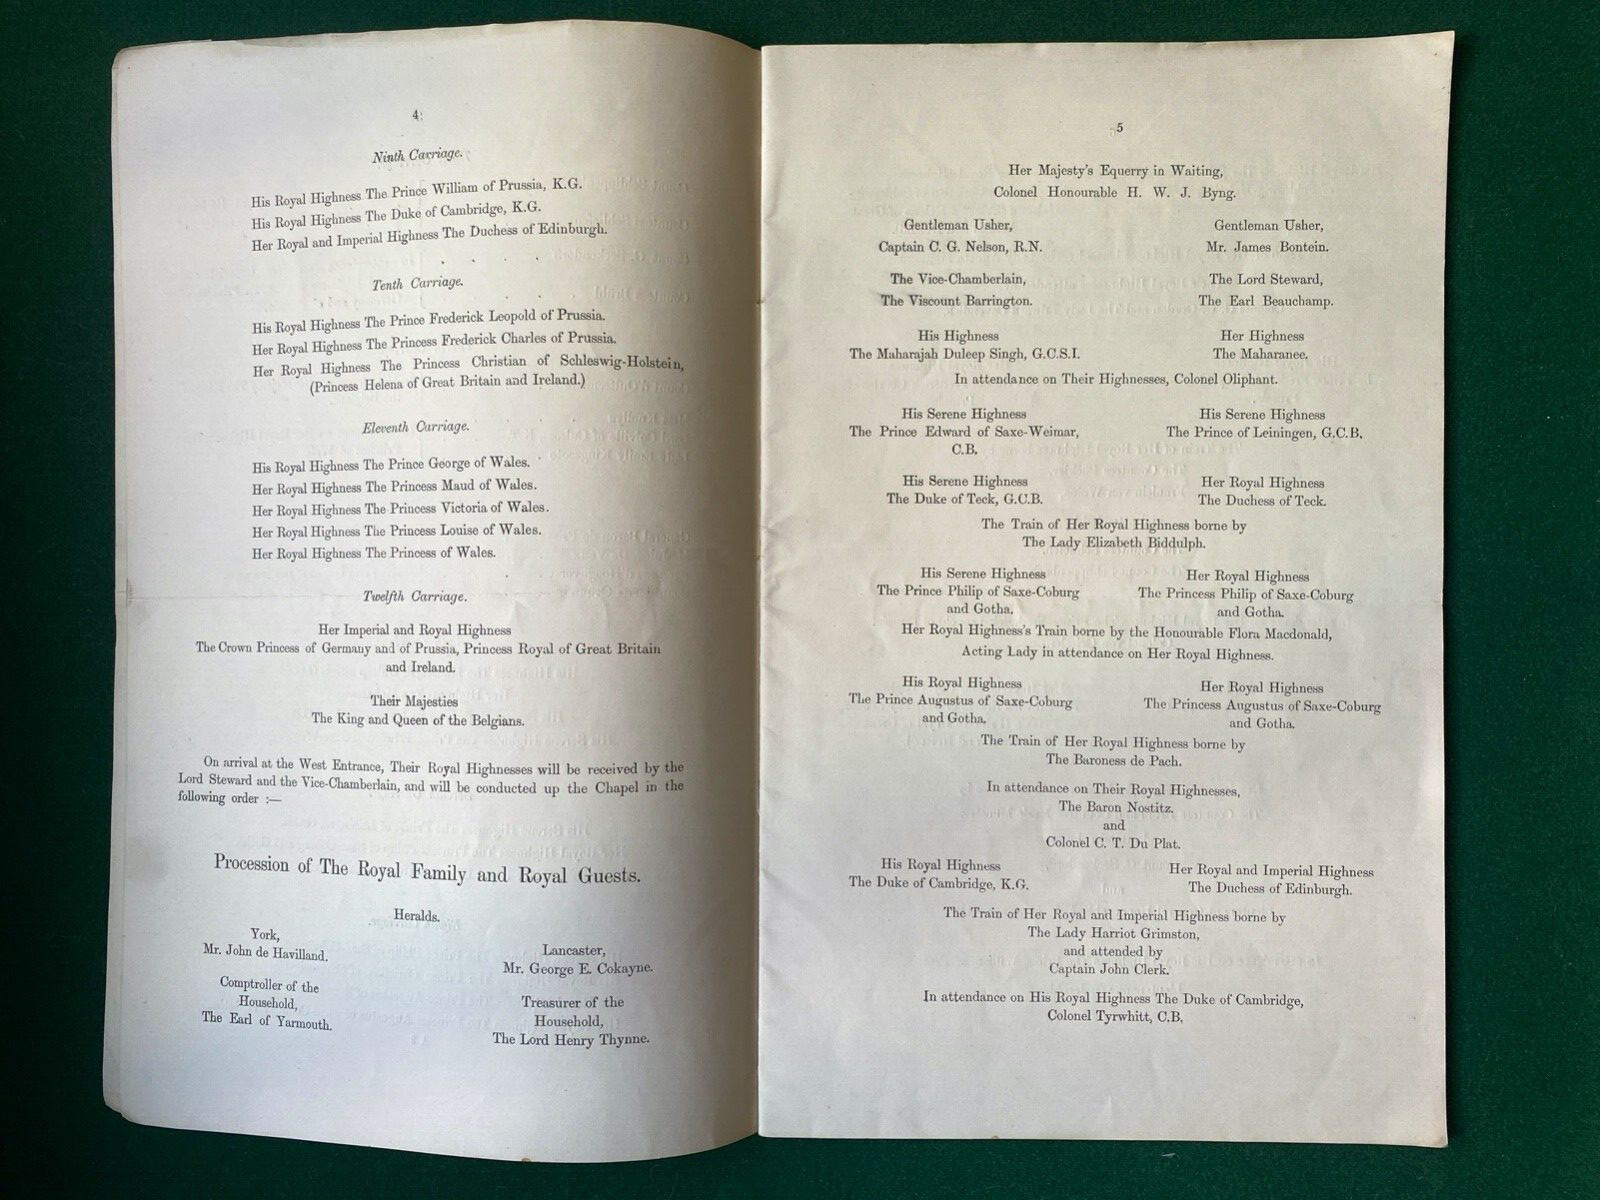 4
Ninth Carriage.
His Royal Highness The Prince William of Prussia, K.G.
His Royal Highness The Duke of Cambridge, K.G.
Her Royal and Imperial Highness The Duchess of Edinburgh.
Tenth Carriage.
His Royal Highness The Prince Frederick Leopold of Prussia.
Her Royal Highness The Princess Frederick Charles of Prussia.
Her Royal Highness The Princess Christian of Schleswig-Holstein,
(Princess Helena of Great Britain and Ireland.)
Eleventh Carriage.
His Royal Highness The Prince George of Wales.
Her Royal Highness The Princess Maud of Wales.
Her Royal Highness The Princess Victoria of Wales.
Her Royal Highness The Princess Louise of Wales.
Her Royal Highness The Princess of Wales.
Twelfth Carriage.
Her Imperial and Royal Highness
The Crown Princess of Germany and of Prussia, Princess Royal of Great Britain
and Ireland.
Their Majesties
The King and Queen of the Belgians.
On arrival at the West Entrance, Their Royal Highnesses will be received by the
Lord Steward and the Vice-Chamberlain, and will be conducted up the Chapel in the
following order :—
Procession of The Royal Family and Royal Guests.
Heralds.
York,
Mr. John de Havilland.
Lancaster,
Mr. George E. Cokayne.
Comptroller of the
Household,
The Earl of Yarmouth.
Treasurer of the
Household,
The Lord Henry Thynne.
5
Her Majesty's Equerry in Waiting,
Colonel Honourable H. W. J. Byng.
Gentleman Usher,
Captain C. G. Nelson, R.N.
Gentleman Usher,
Mr. James Bontein.
The Vice-Chamberlain,
The Viscount Barrington.
The Lord Steward,
The Earl Beauchamp.
His Highness
The Maharajah Duleep Singh, G.C.S.I.
Her Highness
The Maharanee.
In attendance on Their Highnesses, Colonel Oliphant.
His Serene Highness
The Prince Edward of Saxe-Weimar,
C.B.
His Serene Highness
The Prince of Leiningen, G.C.B.
His Serene Highness
The Duke of Teck, G.C.B.
Her Royal Highness
The Duchess of Teck.
The Train of Her Royal Highness borne by
The Lady Elizabeth Biddulph.
His Serene Highness
The Prince Philip of Saxe-Coburg
and Gotha.
Her Royal Highness
The Princess Philip of Saxe-Coburg
and Gotha.
Her Royal Highness's Train borne by the Honourable Flora Macdonald,
Acting Lady in attendance on Her Royal Highness.
His Royal Highness
The Prince Augustus of Saxe-Coburg
and Gotha.
Her Royal Highness
The Princess Augustus of Saxe-Coburg
and Gotha.
The Train of Her Royal Highness borne by
The Baroness de Pach.
In attendance on Their Royal Highnesses,
The Baron Nostitz.
and
Colonel C. T. Du Plat.
His Royal Highness
The Duke of Cambridge, K.G.
Her Royal and Imperial Highness
The Duchess of Edinburgh.
The Train of Her Royal and Imperial Highness borne by
The Lady Harriot Grimston,
and attended by
Captain John Clerk.
In attendance on His Royal Highness The Duke of Cambridge,
Colonel Tyrwhitt, C.B.